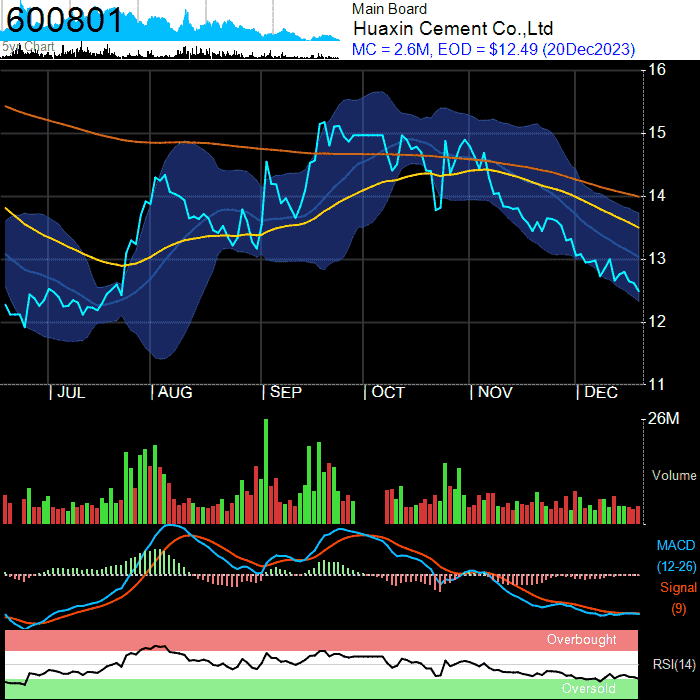 600801
5yr Chart
Main Board
Huaxin Cement Co.,Ltd
MC = 2.6M, EOD = $12.49 (20Dec2023)
16
15
14
13
12
11
JUL
AUG
SEP
OCT
NOV
DEC
26M
Volume
MACD
(12-26)
Signal
(9)
Overbought
RSI(14)
Oversold